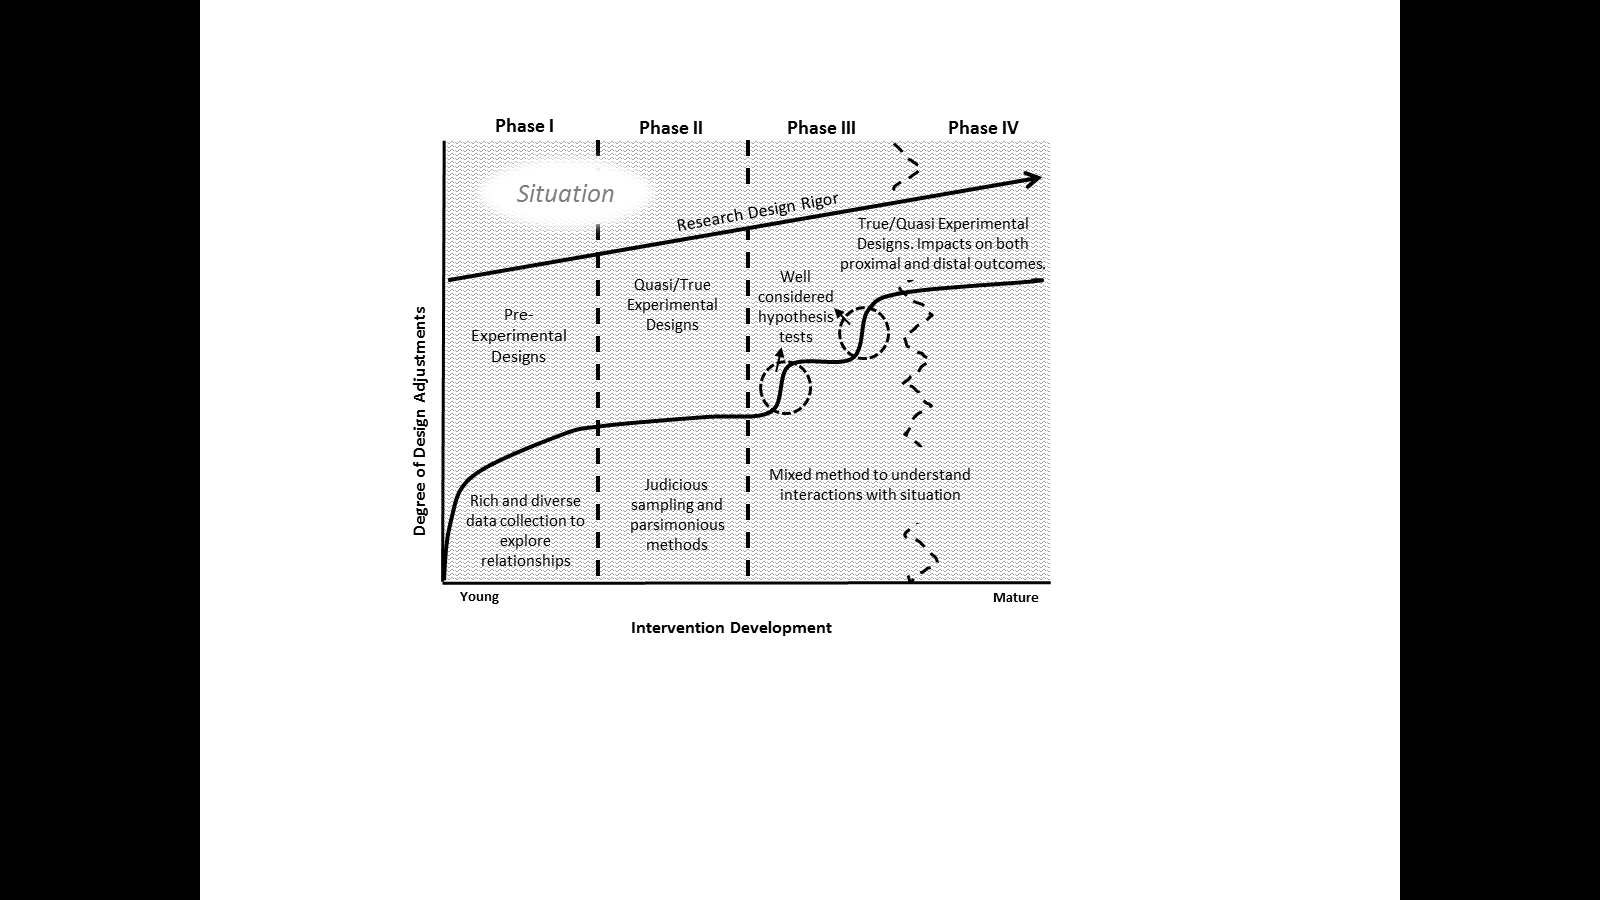 Phase I
Phase II
Phase III
Phase IV
Situation
Research Design Rigor
True/Quasi Experimental
Designs. Impacts on both
proximal and distal outcomes.
Well
considered
hypothesis
tests
Quasi/True
Experimental
Designs
Pre-
Experimental
Designs
Degree of Design Adjustments
Rich and diverse
data collection to
explore
relationships
Judicious
sampling and
parsimonious
methods
Mixed method to understand
interactions with situation
Young
Mature
Intervention Development